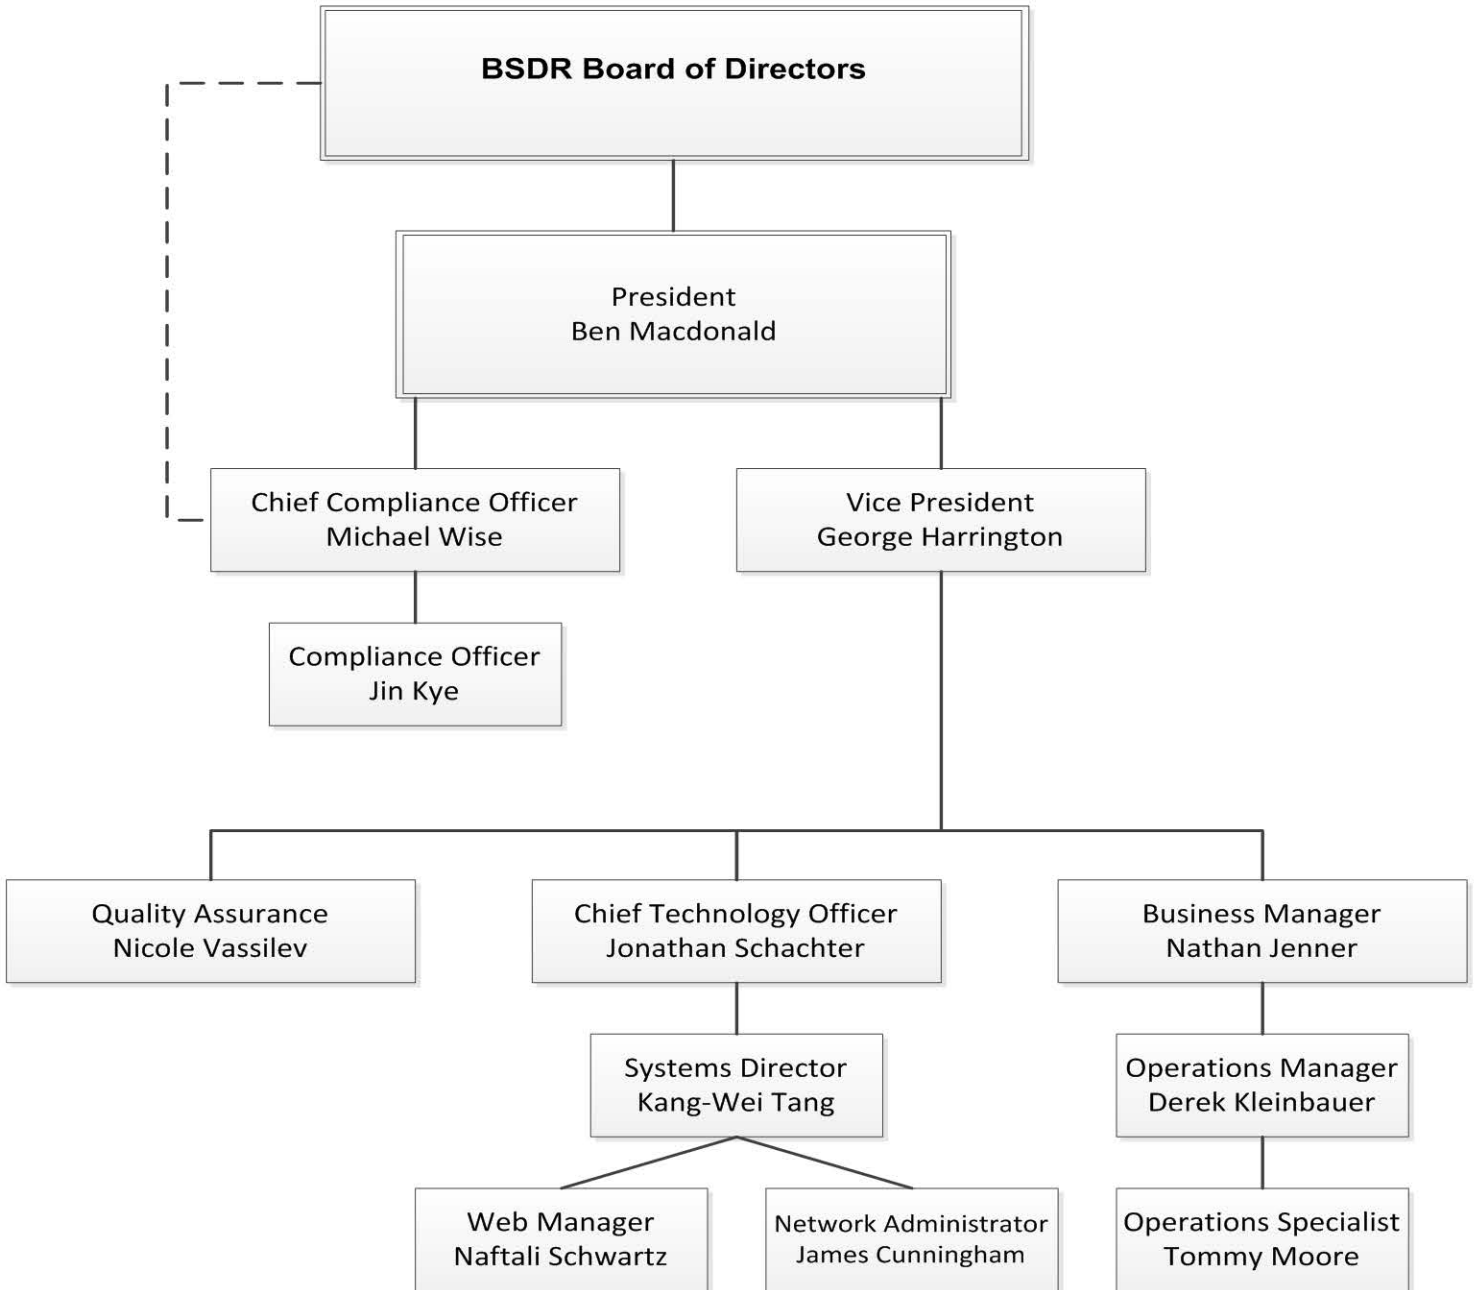 BSDR Board of Directors
President
Ben Macdonald
Chief Compliance Officer
Michael Wise
Vice President
George Harrington
Compliance Officer
Jin Kye
Quality Assurance
Nicole Vassilev
Chief Technology Officer
Jonathan Schachter
Business Manager
Nathan Jenner
Systems Director
Kang-Wei Tang
Operations Manager
Derek Kleinbauer
Web Manager
Naftali Schwartz
Network Administrator
James Cunningham
Operations Specialist
Tommy Moore